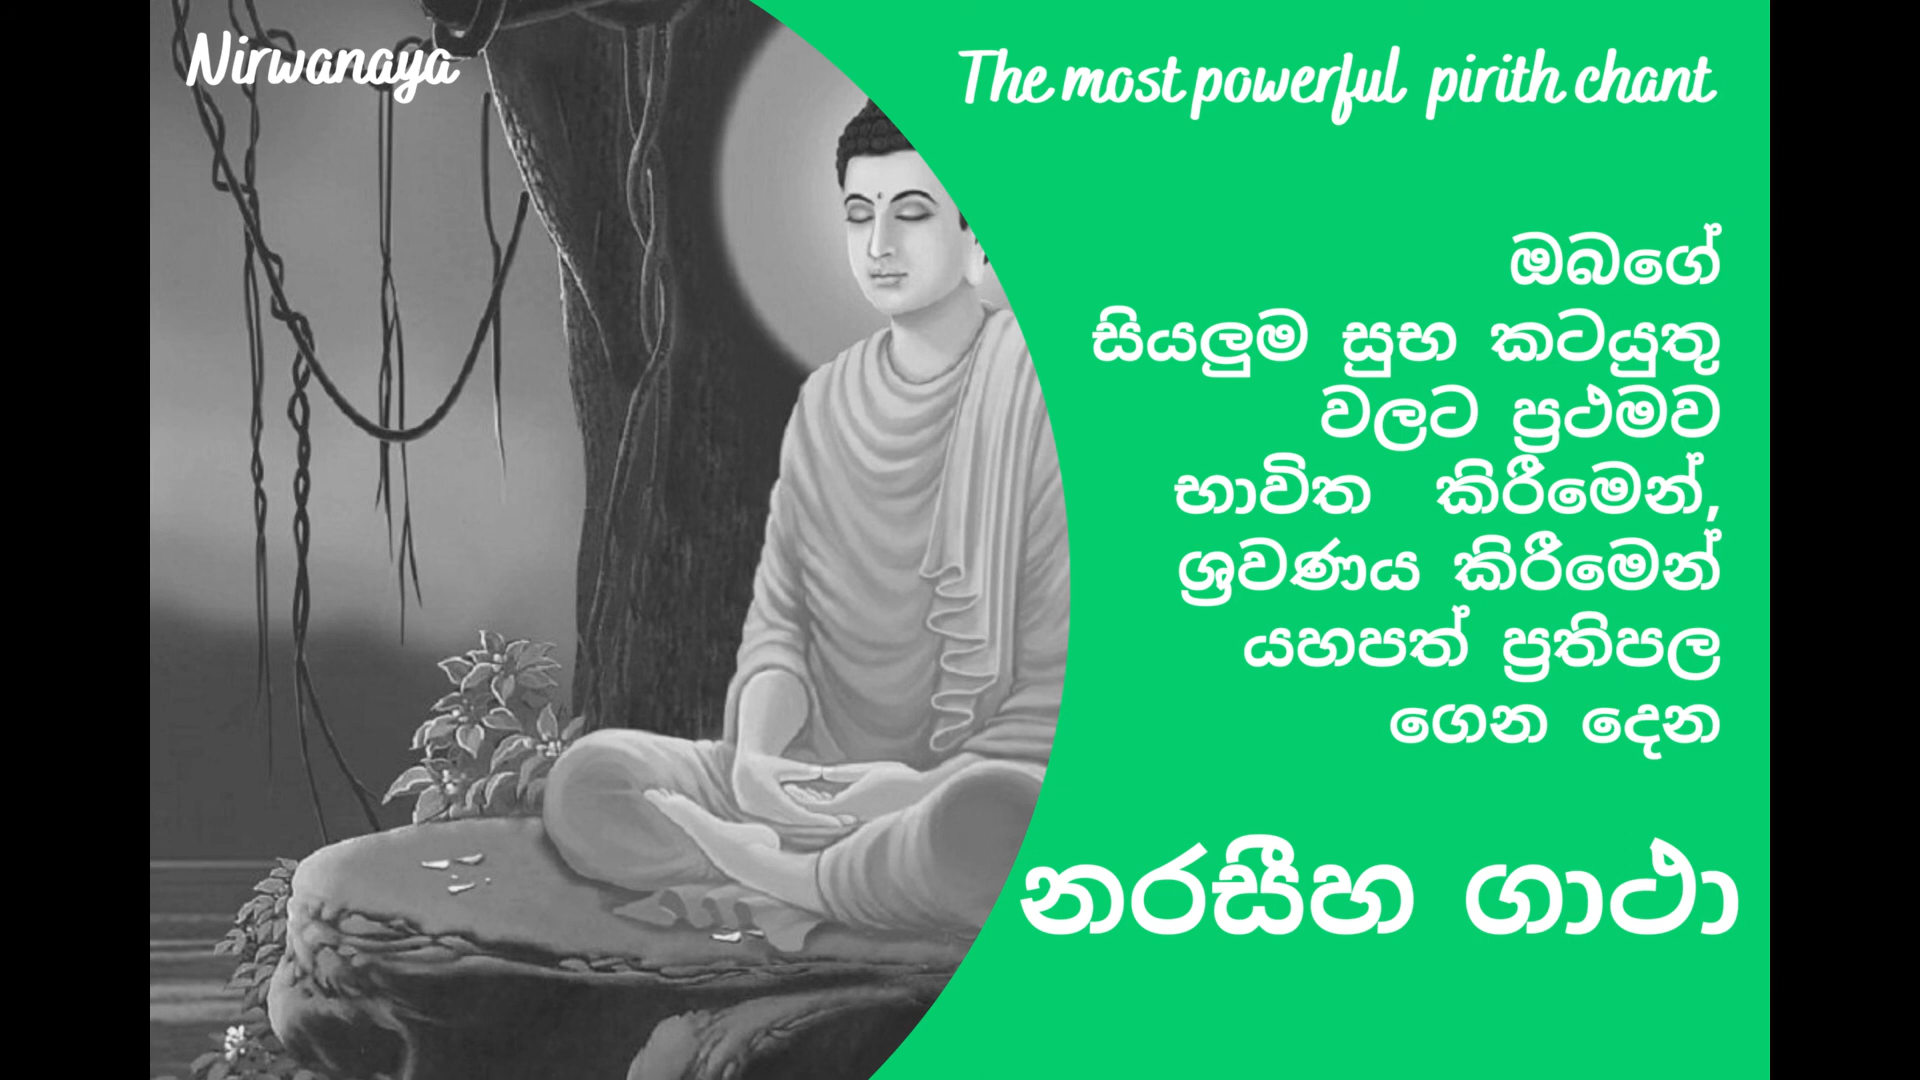 Nirwanaya
The most powerful pirith chant
ඔබගේ
සියලුම සුභ කටයුතු
වලට ප්‍රථමව
භාවිත කිරීමෙන්,
ශ්‍රවණය කිරීමෙන්
යහපත් ප්‍රතිපල
ගෙන දෙන
නරසීහ ගාථා